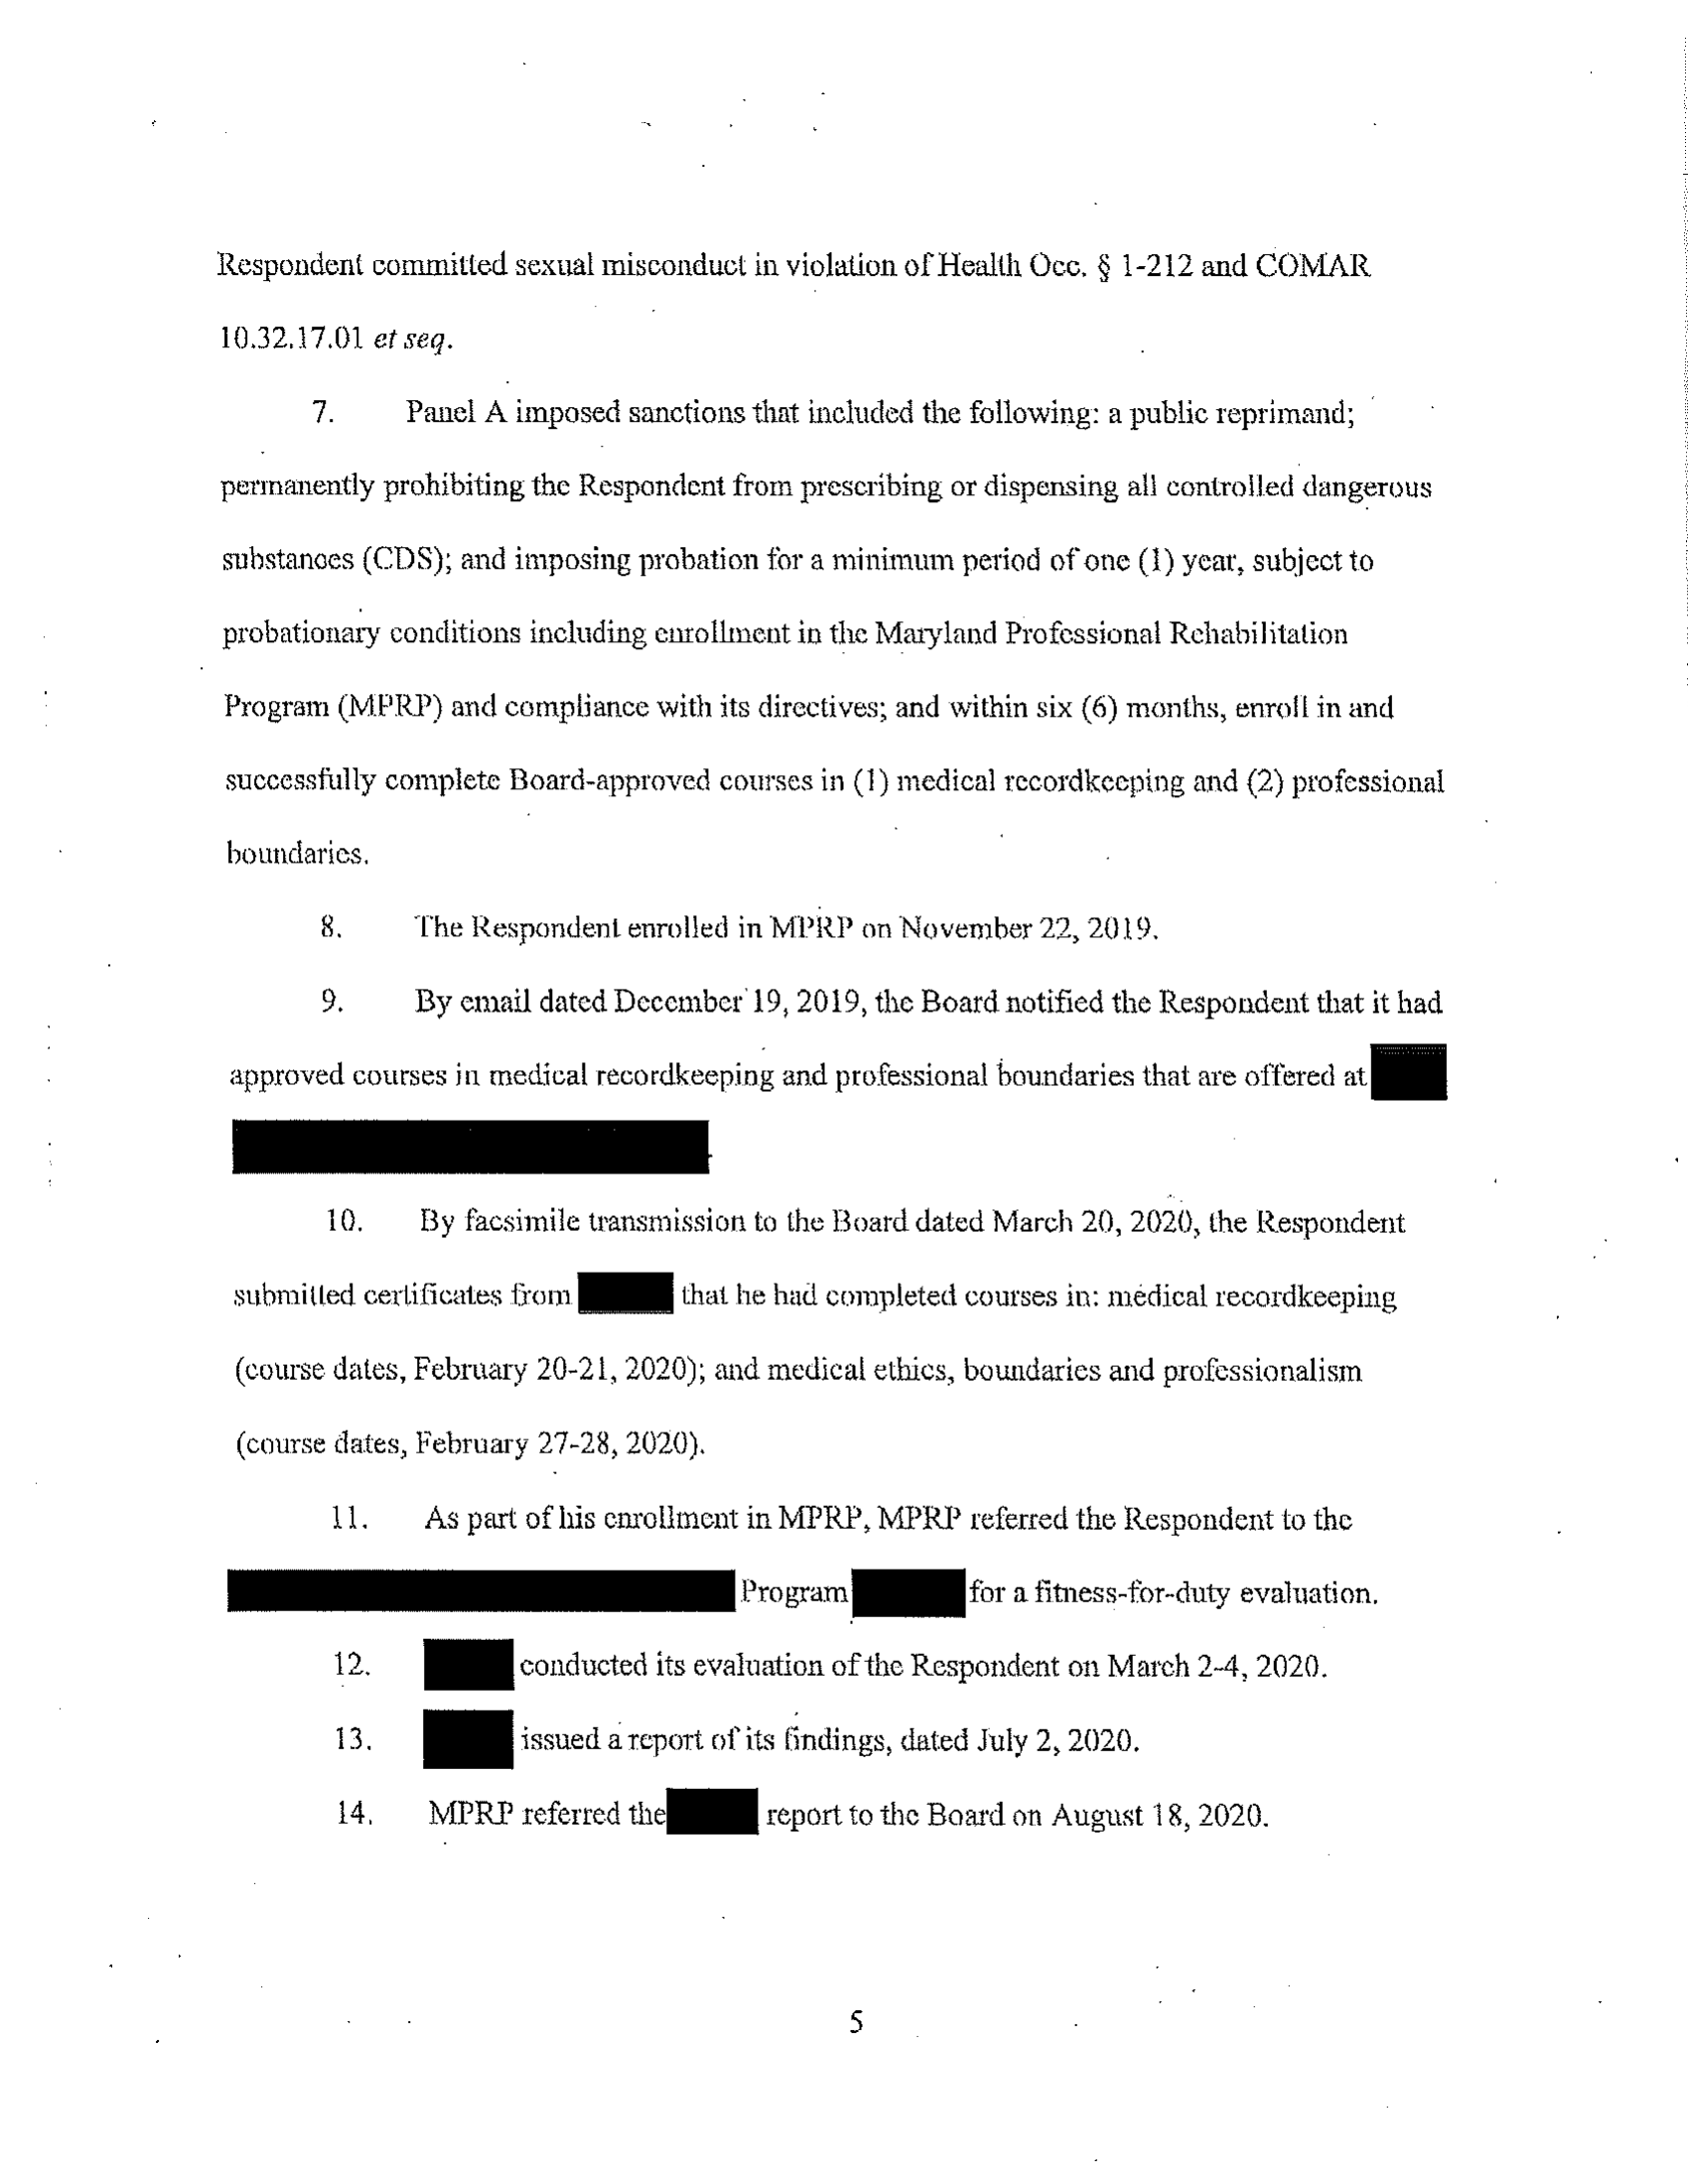 Respondent committed sexual misconduct in violation of Health Occ. § 1-212 and COMAR
10.32.17.01 et seq.
7. Panel A imposed sanctions that included the following: a public reprimand;
permanently prohibiting the Respondent from prescribing or dispensing all controlled dangerous
substances (CDS); and imposing probation for a minimum period of one (1) year, subject to
probationary conditions including enrollment in the Maryland Professional Rehabilitation
Program (MPRP) and compliance with its directives; and within six (6) months, enroll in and
successfully complete Board-approved courses in (1) medical recordkeeping and (2) professional
boundaries.
8. The Respondent enrolled in MPRP on November 22, 2019.
9. By email dated December 19, 2019, the Board notified the Respondent that it had
approved courses in medical recordkeeping and professional boundaries that are offered at
.
10. By facsimile transmission to the Board dated March 20, 2020, the Respondent
submitted certificates from that he had completed courses in: medical recordkeeping
(course dates, February 20-21, 2020); and medical ethics, boundaries and professionalism
(course dates, February 27-28, 2020).
11. As part of his enrollment in MPRP, MPRP referred the Respondent to the
Program for a fitness-for-duty evaluation.
12. conducted its evaluation of the Respondent on March 2-4, 2020.
13. issued a report of its findings, dated July 2, 2020.
14. MPRP referred the report to the Board on August 18, 2020.
5